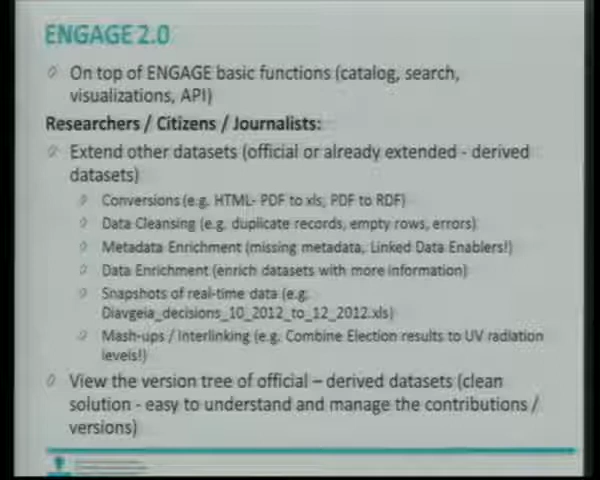 ENGAGE 2.0
On top of ENGAGE basic functions (catalog, search,
visualizations, API)
Researchers / Citizens / Journalists:
Extend other datasets (official or already extended - derived
datasets)
Conversions (e.g. HTML- PDF to xls, PDF to RDF)
Data Cleansing (e.g. duplicate records, empty rows, errors)
Metadata Enrichment (missing metadata, Linked Data Enablers!)
Data Enrichment (enrich datasets with more information)
Snapshots of real-time data (e.g.
Diavgeia_decisions_10_2012_to_12_2012.xls)
Mash-ups / Interlinking (e.g. Combine Election results to UV radiation
levels!)
View the version tree of official – derived datasets (clean
solution - easy to understand and manage the contributions /
versions)